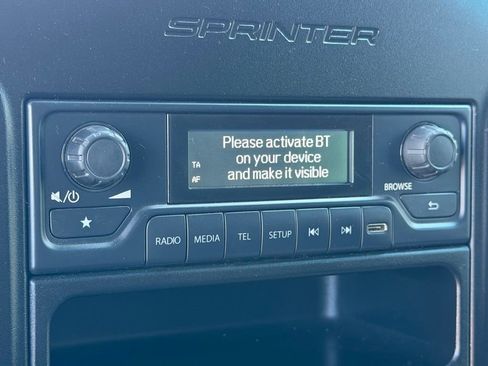 SPRINTER
Please activate BT
on your device
and make it visible
TA
AF
BROWSE
RADIO
MEDIA
TEL
SETUP